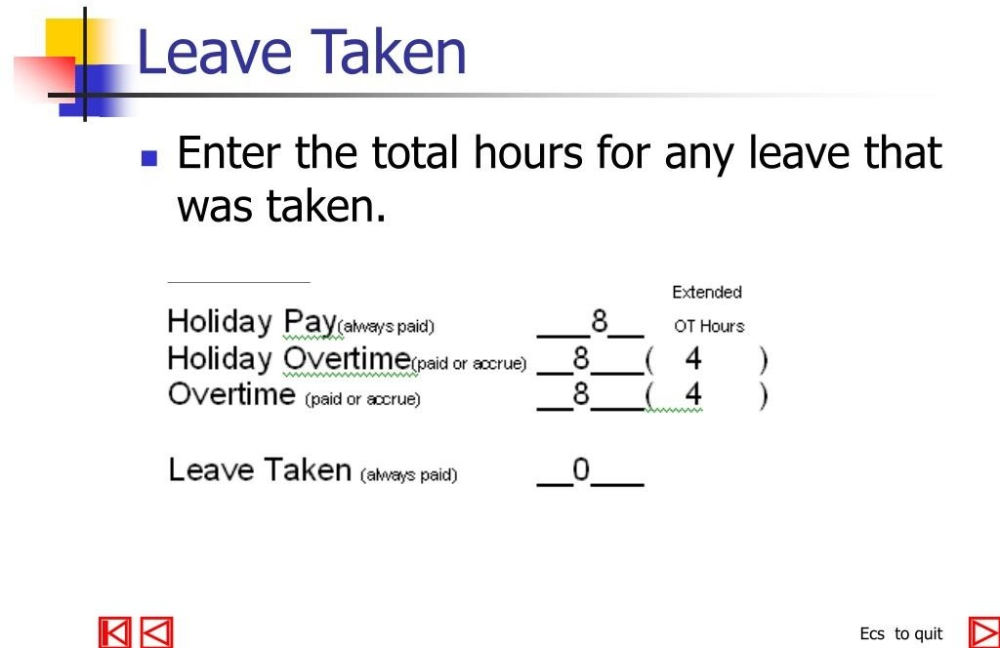 Leave Taken
Enter the total hours for any leave that
was taken.
Extended
Holiday Pay(always paid) ___8__ OT Hours
Holiday Overtime(paid or accrue) __8___( 4 )
Overtime (paid or accrue) __8___( 4 )
Leave Taken (always paid) __0___
Ecs to quit